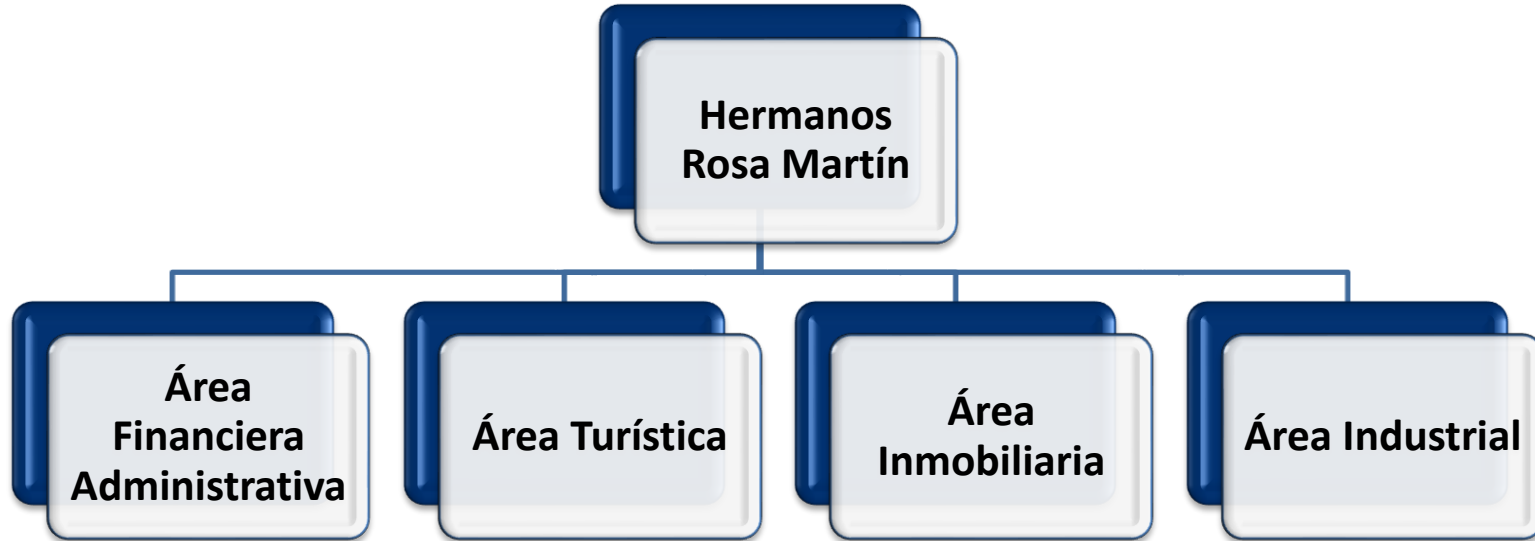 Hermanos
Rosa Martín
Área
Financiera
Administrativa
Área Turística
Área
Inmobiliaria
Área Industrial